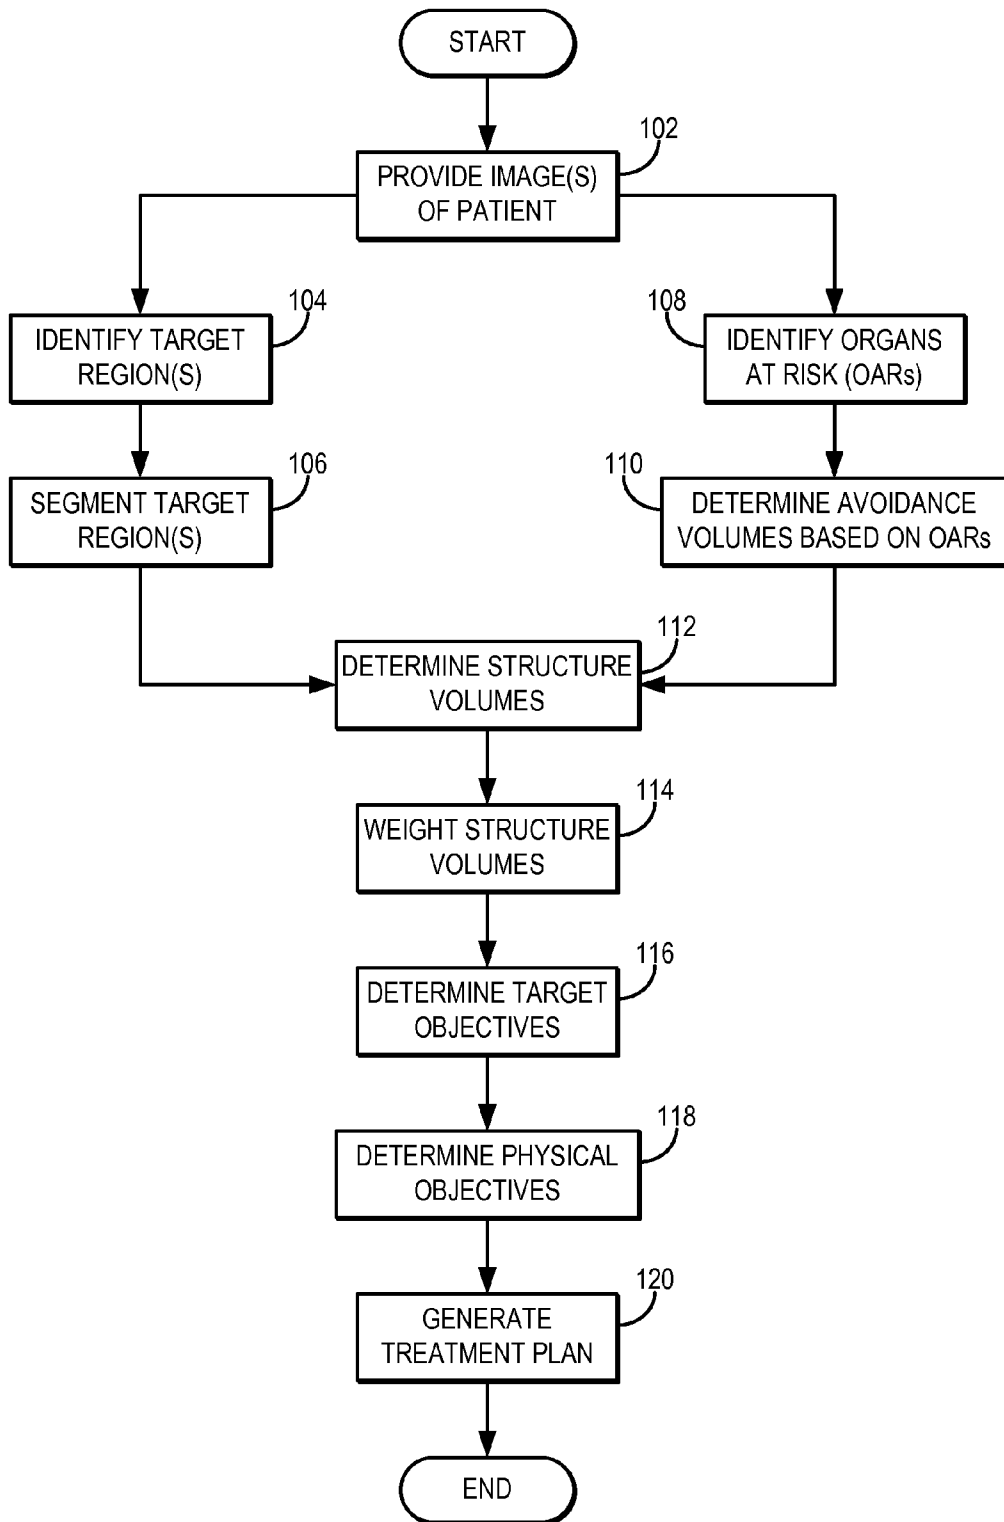 START
102
PROVIDE IMAGE(S)
OF PATIENT
104
IDENTIFY TARGET
REGION(S)
108
IDENTIFY ORGANS
AT RISK (OARs)
106
SEGMENT TARGET
REGION(S)
110
DETERMINE AVOIDANCE
VOLUMES BASED ON OARs
112
DETERMINE STRUCTURE
VOLUMES
114
WEIGHT STRUCTURE
VOLUMES
116
DETERMINE TARGET
OBJECTIVES
118
DETERMINE PHYSICAL
OBJECTIVES
120
GENERATE
TREATMENT PLAN
END